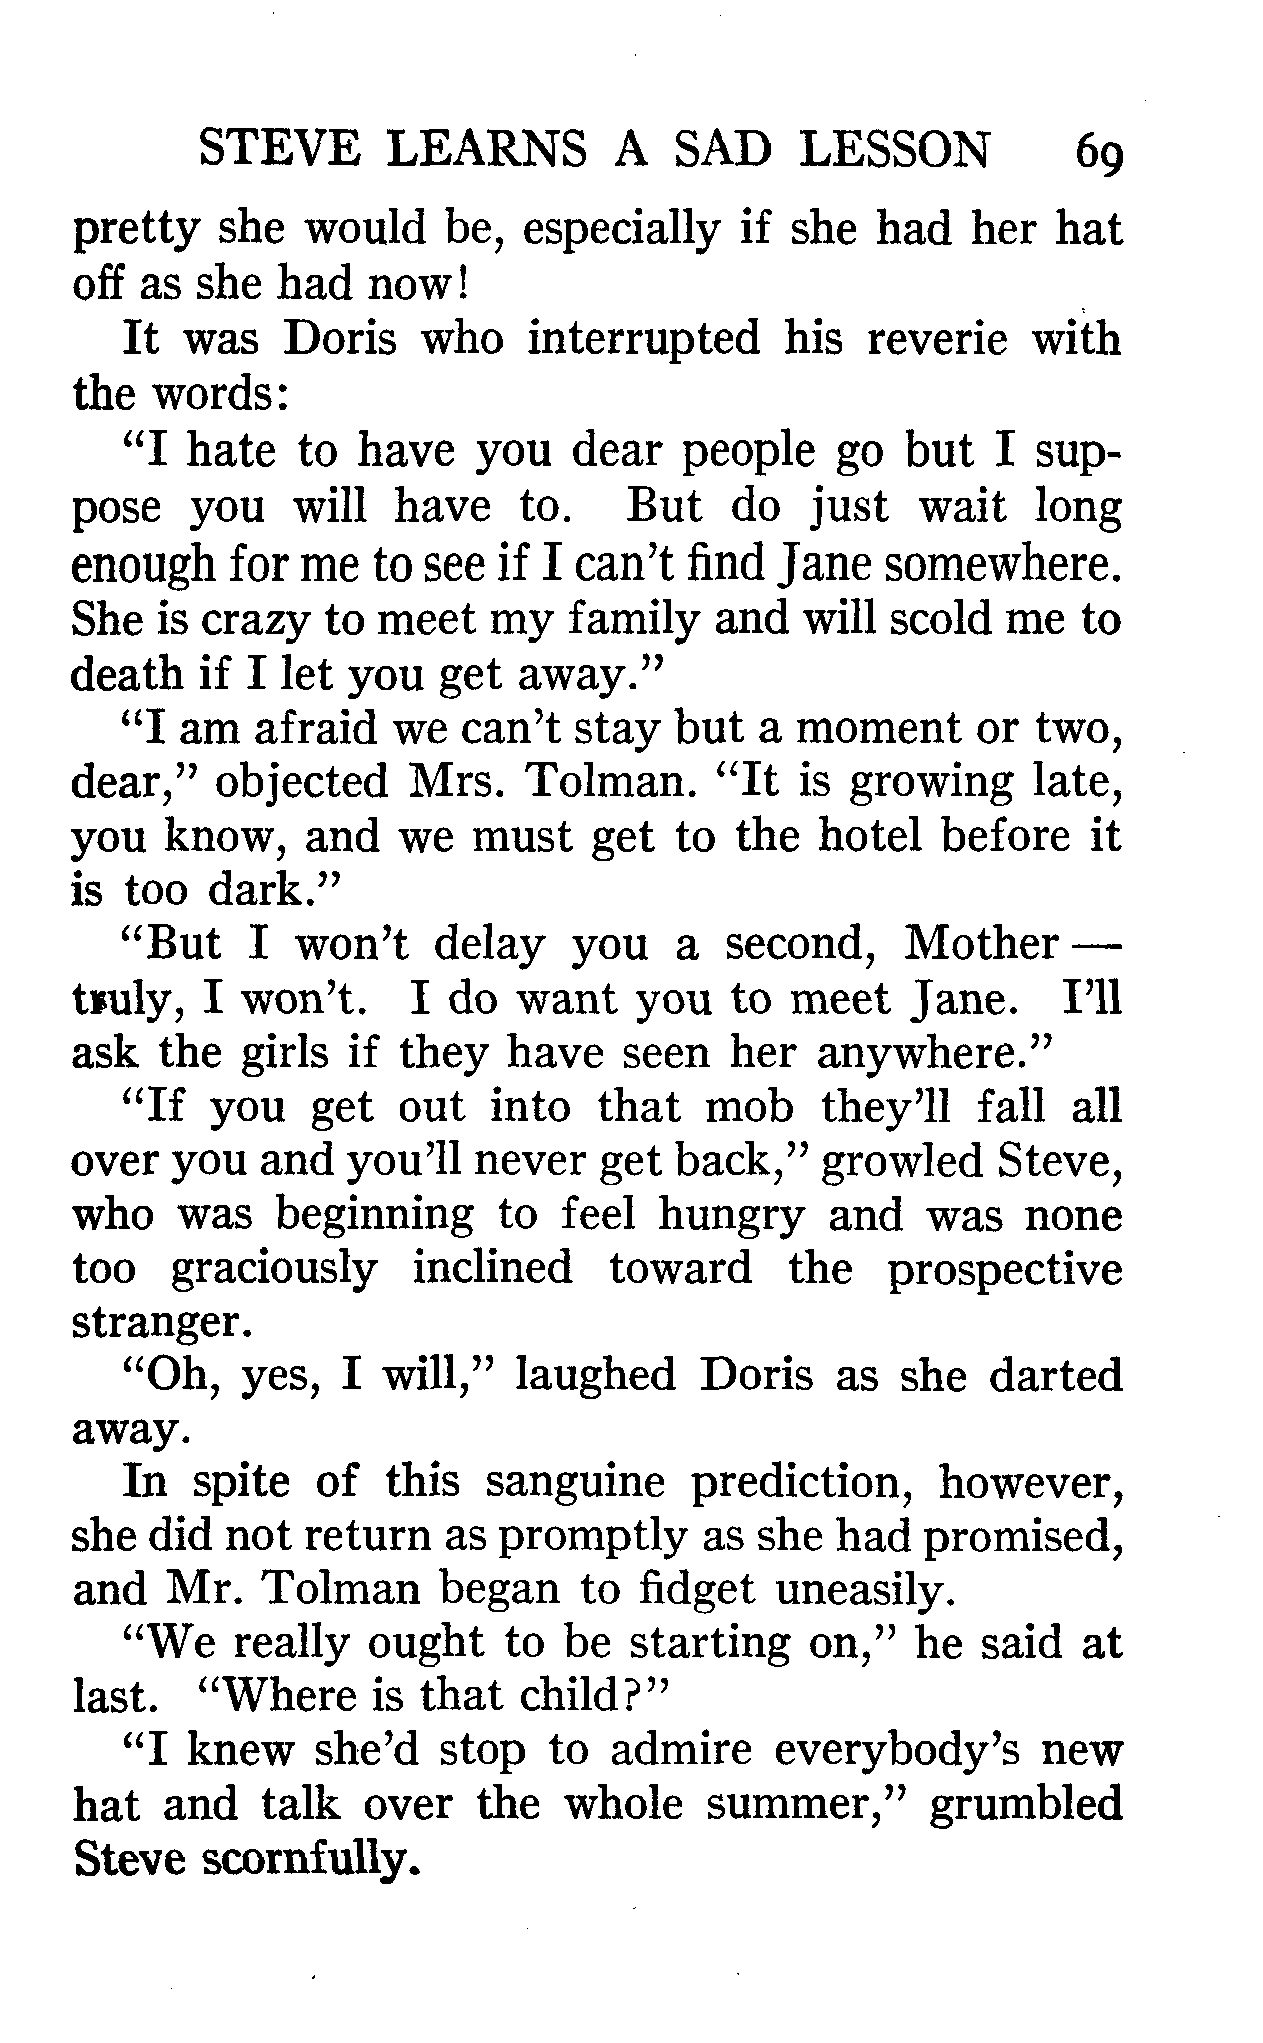 STEVE LEARNS A SAD LESSON 69
pretty she would be, especially if she had her hat
off as she had now!
It was Doris who interrupted his reverie with
the words:
“I hate to have you dear people go but I sup-
pose you will have to. But do just wait long
enough for me to see if I can’t find Jane somewhere.
She is crazy to meet my family and will scold me to
death if I let you get away.”
“I am afraid we can’t stay but a moment or two,
dear,” objected Mrs. Tolman. “It is growing late,
you know, and we must get to the hotel before it
is too dark.”
“But I won’t delay you a second, Mother —
truly, I won’t. I do want you to meet Jane. I’ll
ask the girls if they have seen her anywhere.”
“If you get out into that mob they’ll fall all
over you and you’ll never get back,” growled Steve,
who was beginning to feel hungry and was none
too graciously inclined toward the prospective
stranger.
“Oh, yes, I will,” laughed Doris as she darted
away.
In spite of this sanguine prediction, however,
she did not return as promptly as she had promised,
and Mr. Tolman began to fidget uneasily.
“We really ought to be starting on,” he said at
last. “Where is that child?”
“I knew she’d stop to admire everybody’s new
hat and talk over the whole summer,” grumbled
Steve scornfully.